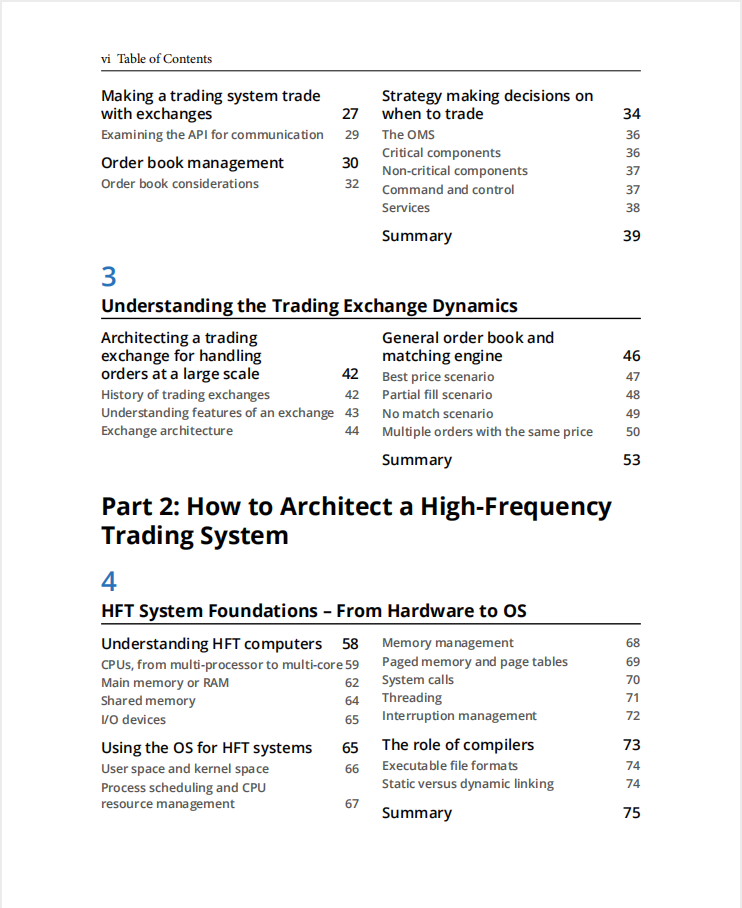 vi Table of Contents
Making a trading system trade
with exchanges 27
Examining the API for communication 29
Order book management 30
Order book considerations 32
Strategy making decisions on
when to trade 34
The OMS 36
Critical components 36
Non-critical components 37
Command and control 37
Services 38
Summary 39
3
Understanding the Trading Exchange Dynamics
Architecting a trading
exchange for handling
orders at a large scale 42
History of trading exchanges 42
Understanding features of an exchange 43
Exchange architecture 44
General order book and
matching engine 46
Best price scenario 47
Partial fill scenario 48
No match scenario 49
Multiple orders with the same price 50
Summary 53
Part 2: How to Architect a High-Frequency
Trading System
4
HFT System Foundations – From Hardware to OS
Understanding HFT computers 58
CPUs, from multi-processor to multi-core 59
Main memory or RAM 62
Shared memory 64
I/O devices 65
Using the OS for HFT systems 65
User space and kernel space 66
Process scheduling and CPU
resource management 67
Memory management 68
Paged memory and page tables 69
System calls 70
Threading 71
Interruption management 72
The role of compilers 73
Executable file formats 74
Static versus dynamic linking 74
Summary 75